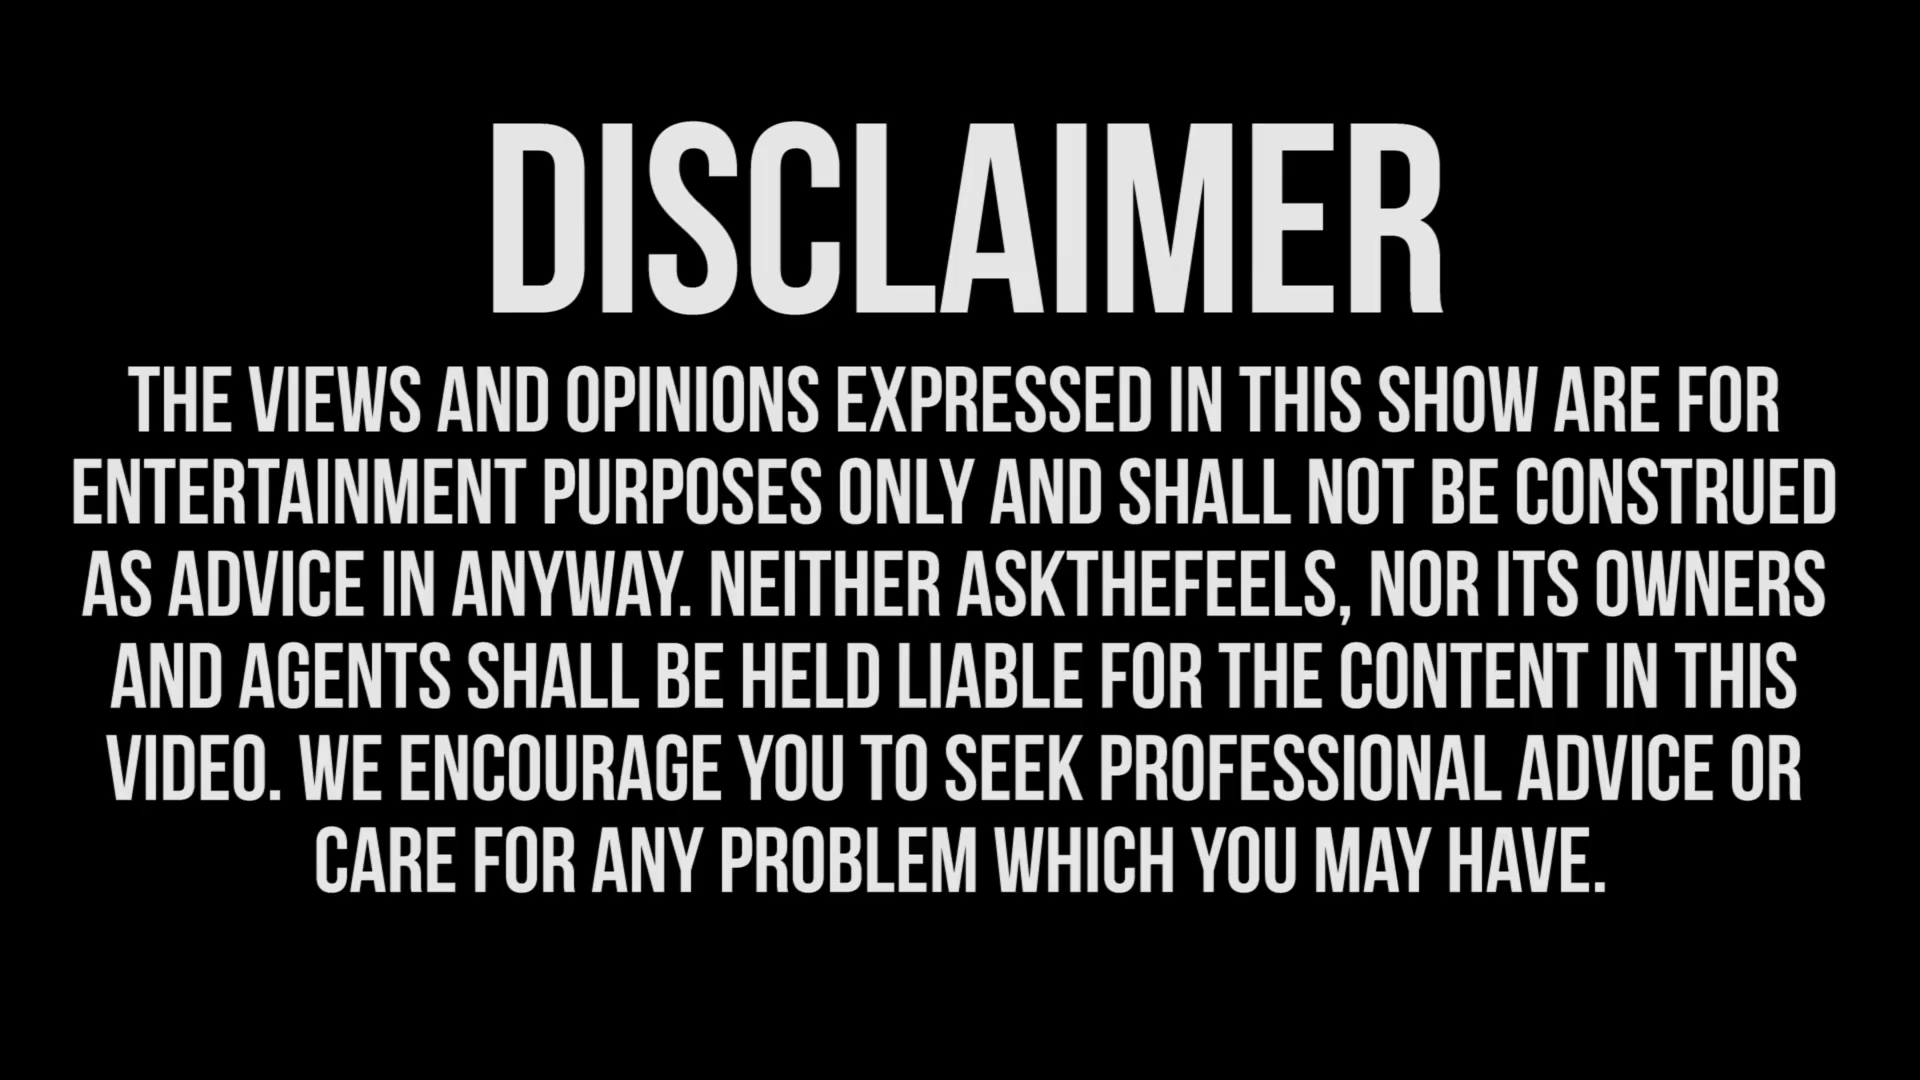 DISCLAIMER
THE VIEWS AND OPINIONS EXPRESSED IN THIS SHOW ARE FOR
ENTERTAINMENT PURPOSES ONLY AND SHALL NOT BE CONSTRUED
AS ADVICE IN ANYWAY. NEITHER ASKTHEFEELS, NOR ITS OWNERS
AND AGENTS SHALL BE HELD LIABLE FOR THE CONTENT IN THIS
VIDEO. WE ENCOURAGE YOU TO SEEK PROFESSIONAL ADVICE OR
CARE FOR ANY PROBLEM WHICH YOU MAY HAVE.